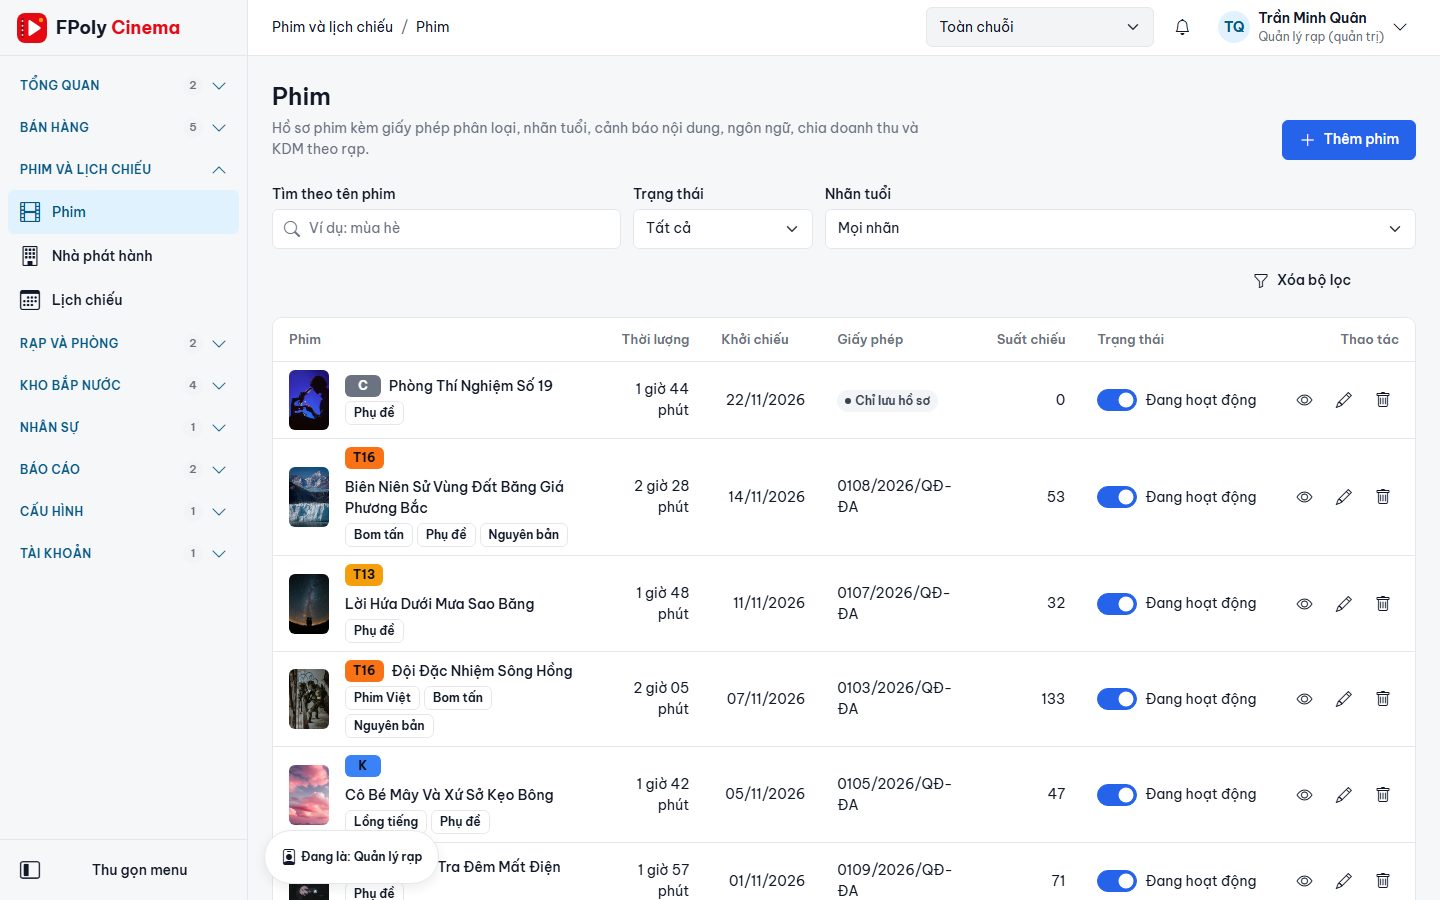 FPoly Cinema
Phim và lịch chiếu / Phim
Toàn chuỗi
TQ
Trần Minh Quân
Quản lý rạp (quản trị)
TỔNG QUAN 2
BÁN HÀNG 5
PHIM VÀ LỊCH CHIẾU
Phim
Nhà phát hành
Lịch chiếu
RẠP VÀ PHÒNG 2
KHO BẮP NƯỚC 4
NHÂN SỰ 1
BÁO CÁO 2
CẤU HÌNH 1
TÀI KHOẢN 1
Thu gọn menu
Phim
Hồ sơ phim kèm giấy phép phân loại, nhãn tuổi, cảnh báo nội dung, ngôn ngữ, chia doanh thu và
KDM theo rạp.
Thêm phim
Tìm theo tên phim
Trạng thái
Nhãn tuổi
Ví dụ: mùa hè
Tất cả
Mọi nhãn
Xóa bộ lọc
Phim Thời lượng Khởi chiếu Giấy phép Suất chiếu Trạng thái Thao tác
C Phòng Thí Nghiệm Số 19
Phụ đề
1 giờ 44
phút
22/11/2026
Chỉ lưu hồ sơ
0
Đang hoạt động
T16
Biên Niên Sử Vùng Đất Băng Giá
Phương Bắc
Bom tấn Phụ đề Nguyên bản
2 giờ 28
phút
14/11/2026
0108/2026/QĐ-
ĐA
53
Đang hoạt động
T13
Lời Hứa Dưới Mưa Sao Băng
Phụ đề
1 giờ 48
phút
11/11/2026
0107/2026/QĐ-
ĐA
32
Đang hoạt động
T16 Đội Đặc Nhiệm Sông Hồng
Phim Việt Bom tấn
Nguyên bản
2 giờ 05
phút
07/11/2026
0103/2026/QĐ-
ĐA
133
Đang hoạt động
K
Cô Bé Mây Và Xứ Sở Kẹo Bông
Lồng tiếng Phụ đề
1 giờ 42
phút
05/11/2026
0105/2026/QĐ-
ĐA
47
Đang hoạt động
Tra Đêm Mất Điện
Phụ đề
1 giờ 57
phút
01/11/2026
0109/2026/QĐ-
ĐA
71
Đang hoạt động
Đang là: Quản lý rạp